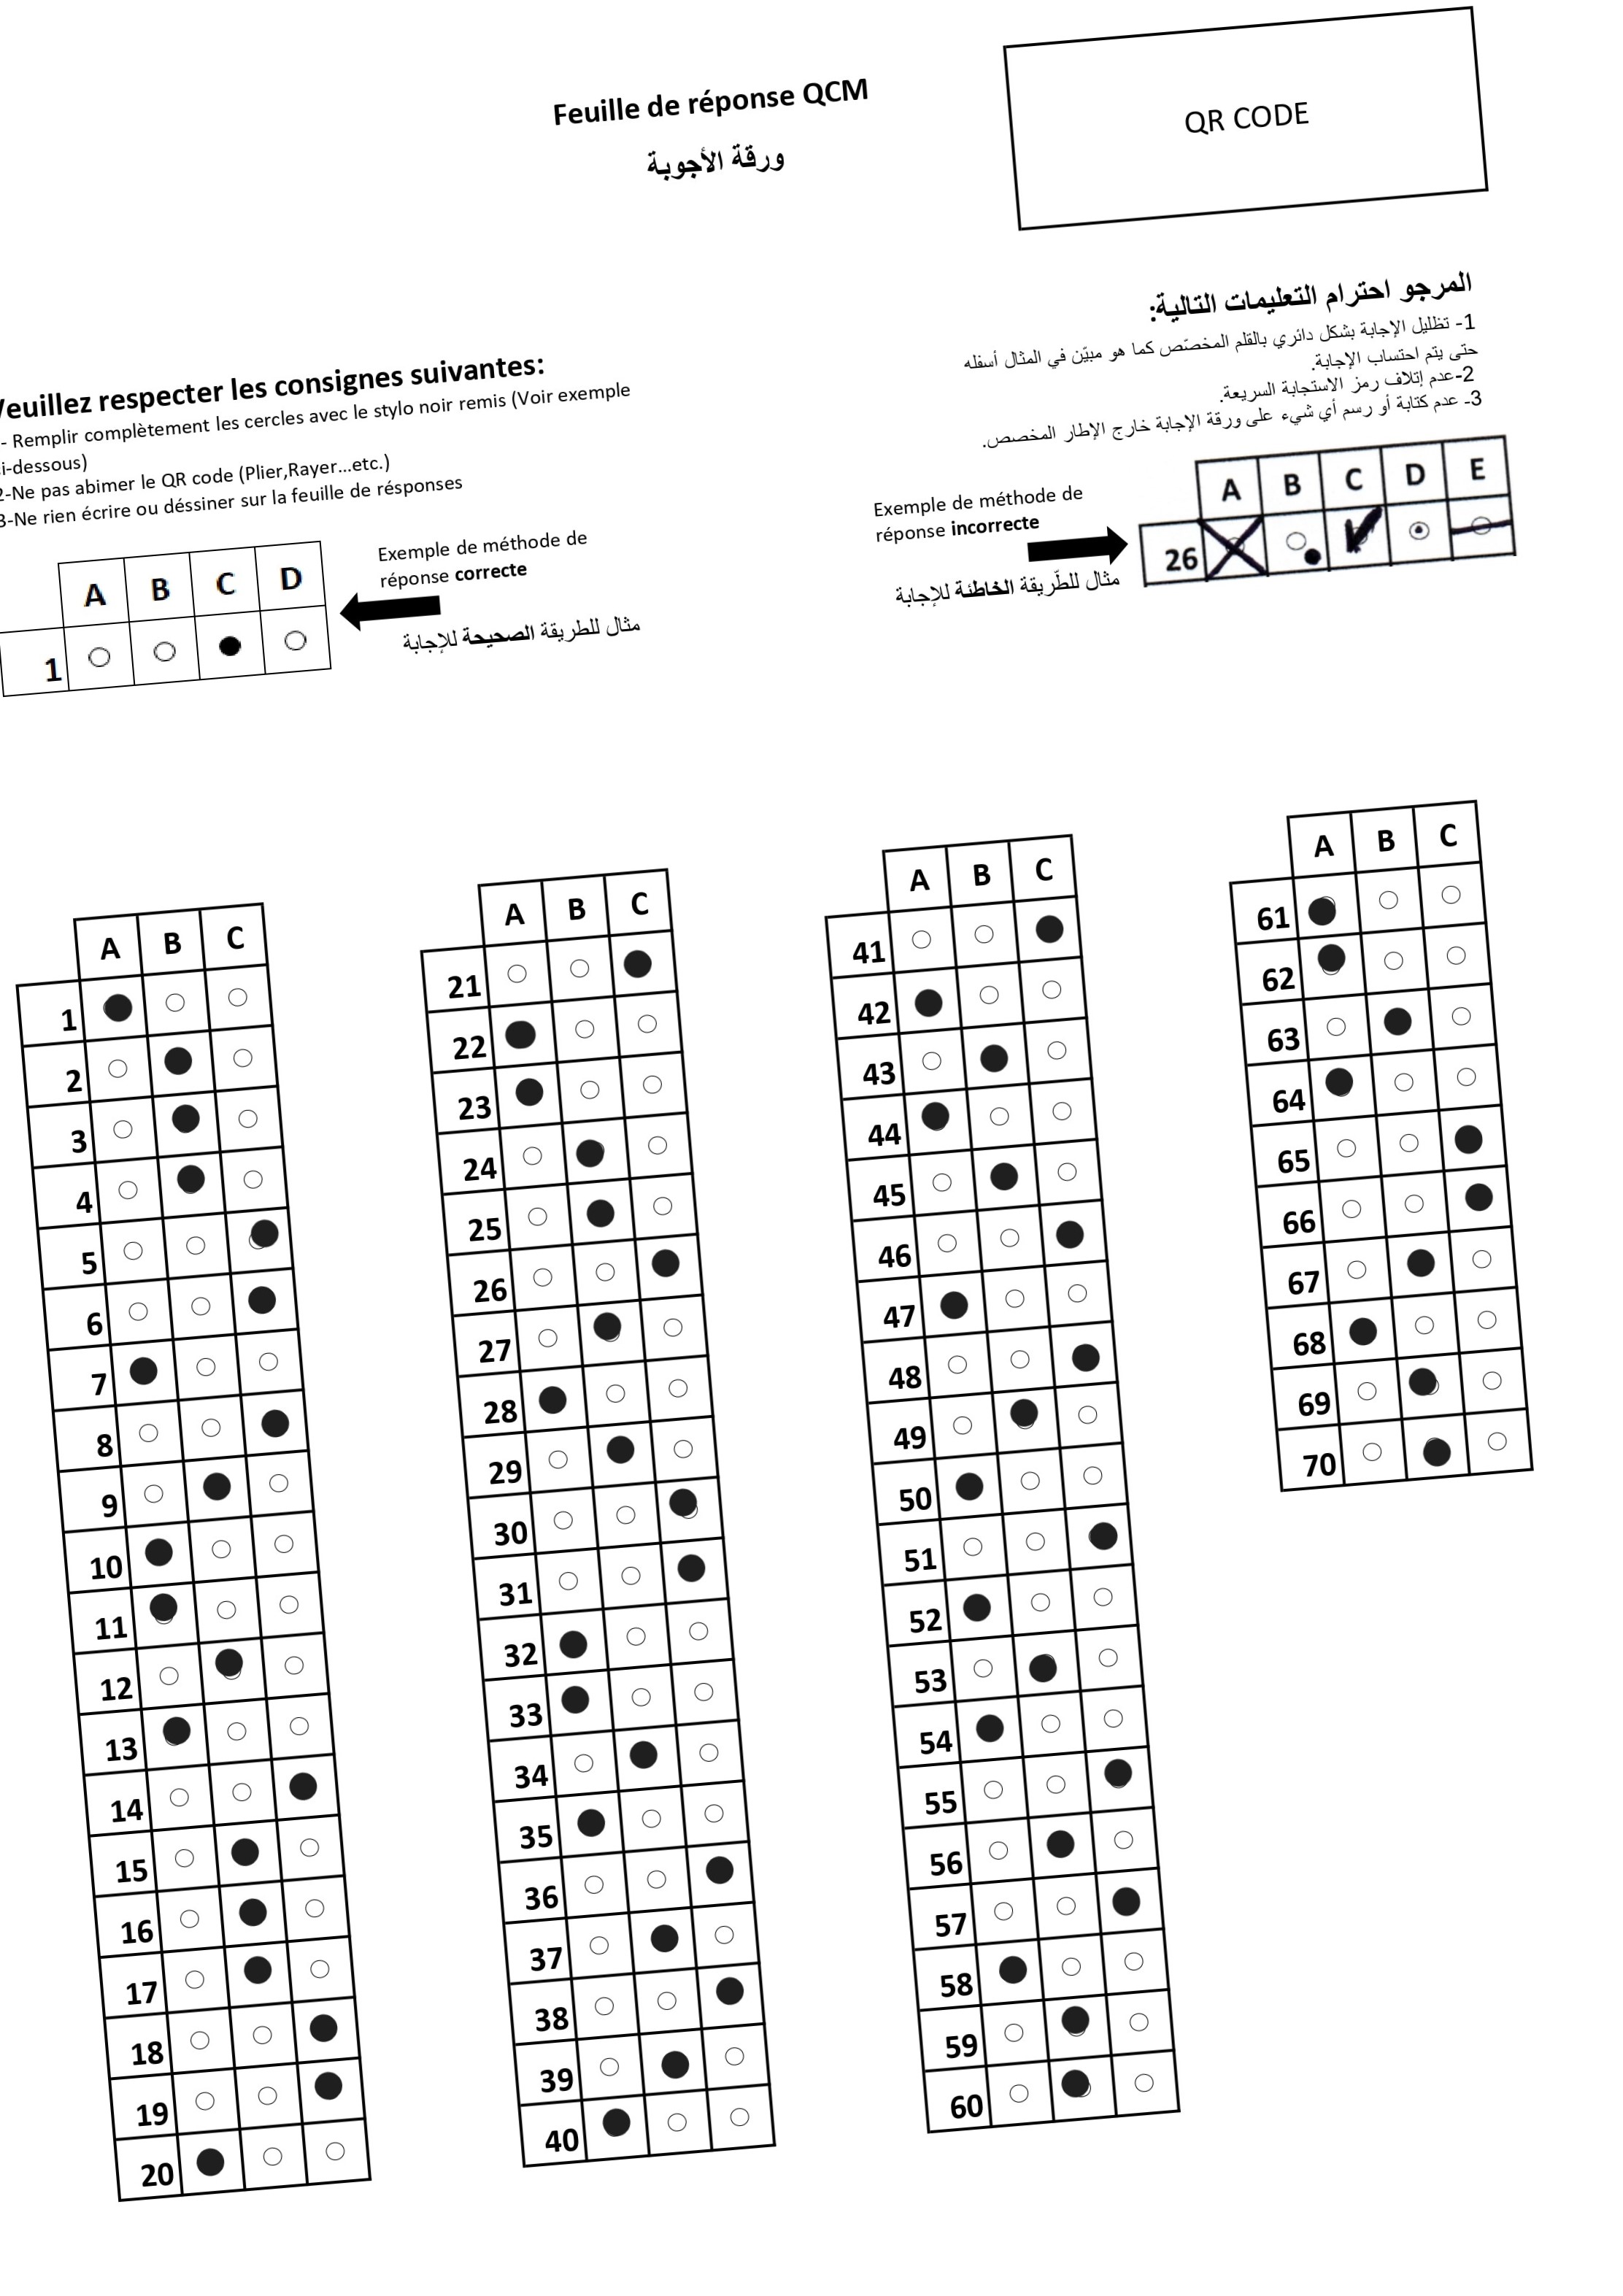 Feuille de réponse QCM
ورقة الأجوبة
QR CODE
المرجو احترام التعليمات التالية:
1- تظليل الإجابة بشكل دائري بالقلم المخصّص كما هو مبيّن في المثال أسفله
حتى يتم احتساب الإجابة.
2-عدم إتلاف رمز الاستجابة السريعة.
3- عدم كتابة أو رسم أي شيء على ورقة الإجابة خارج الإطار المخصص.
Veuillez respecter les consignes suivantes:
- Remplir complètement les cercles avec le stylo noir remis (Voir exemple
i-dessous)
2-Ne pas abimer le QR code (Plier,Rayer...etc.)
3-Ne rien écrire ou déssiner sur la feuille de résponses
A B C D
1
Exemple de méthode de
réponse correcte
مثال للطريقة الصحيحة للإجابة
Exemple de méthode de
réponse incorrecte
مثال للطّريقة الخاطئة للإجابة
A B C D E
26
A B C
1
2
3
4
5
6
7
8
9
10
11
12
13
14
15
16
17
18
19
20
A B C
21
22
23
24
25
26
27
28
29
30
31
32
33
34
35
36
37
38
39
40
A B C
41
42
43
44
45
46
47
48
49
50
51
52
53
54
55
56
57
58
59
60
A B C
61
62
63
64
65
66
67
68
69
70